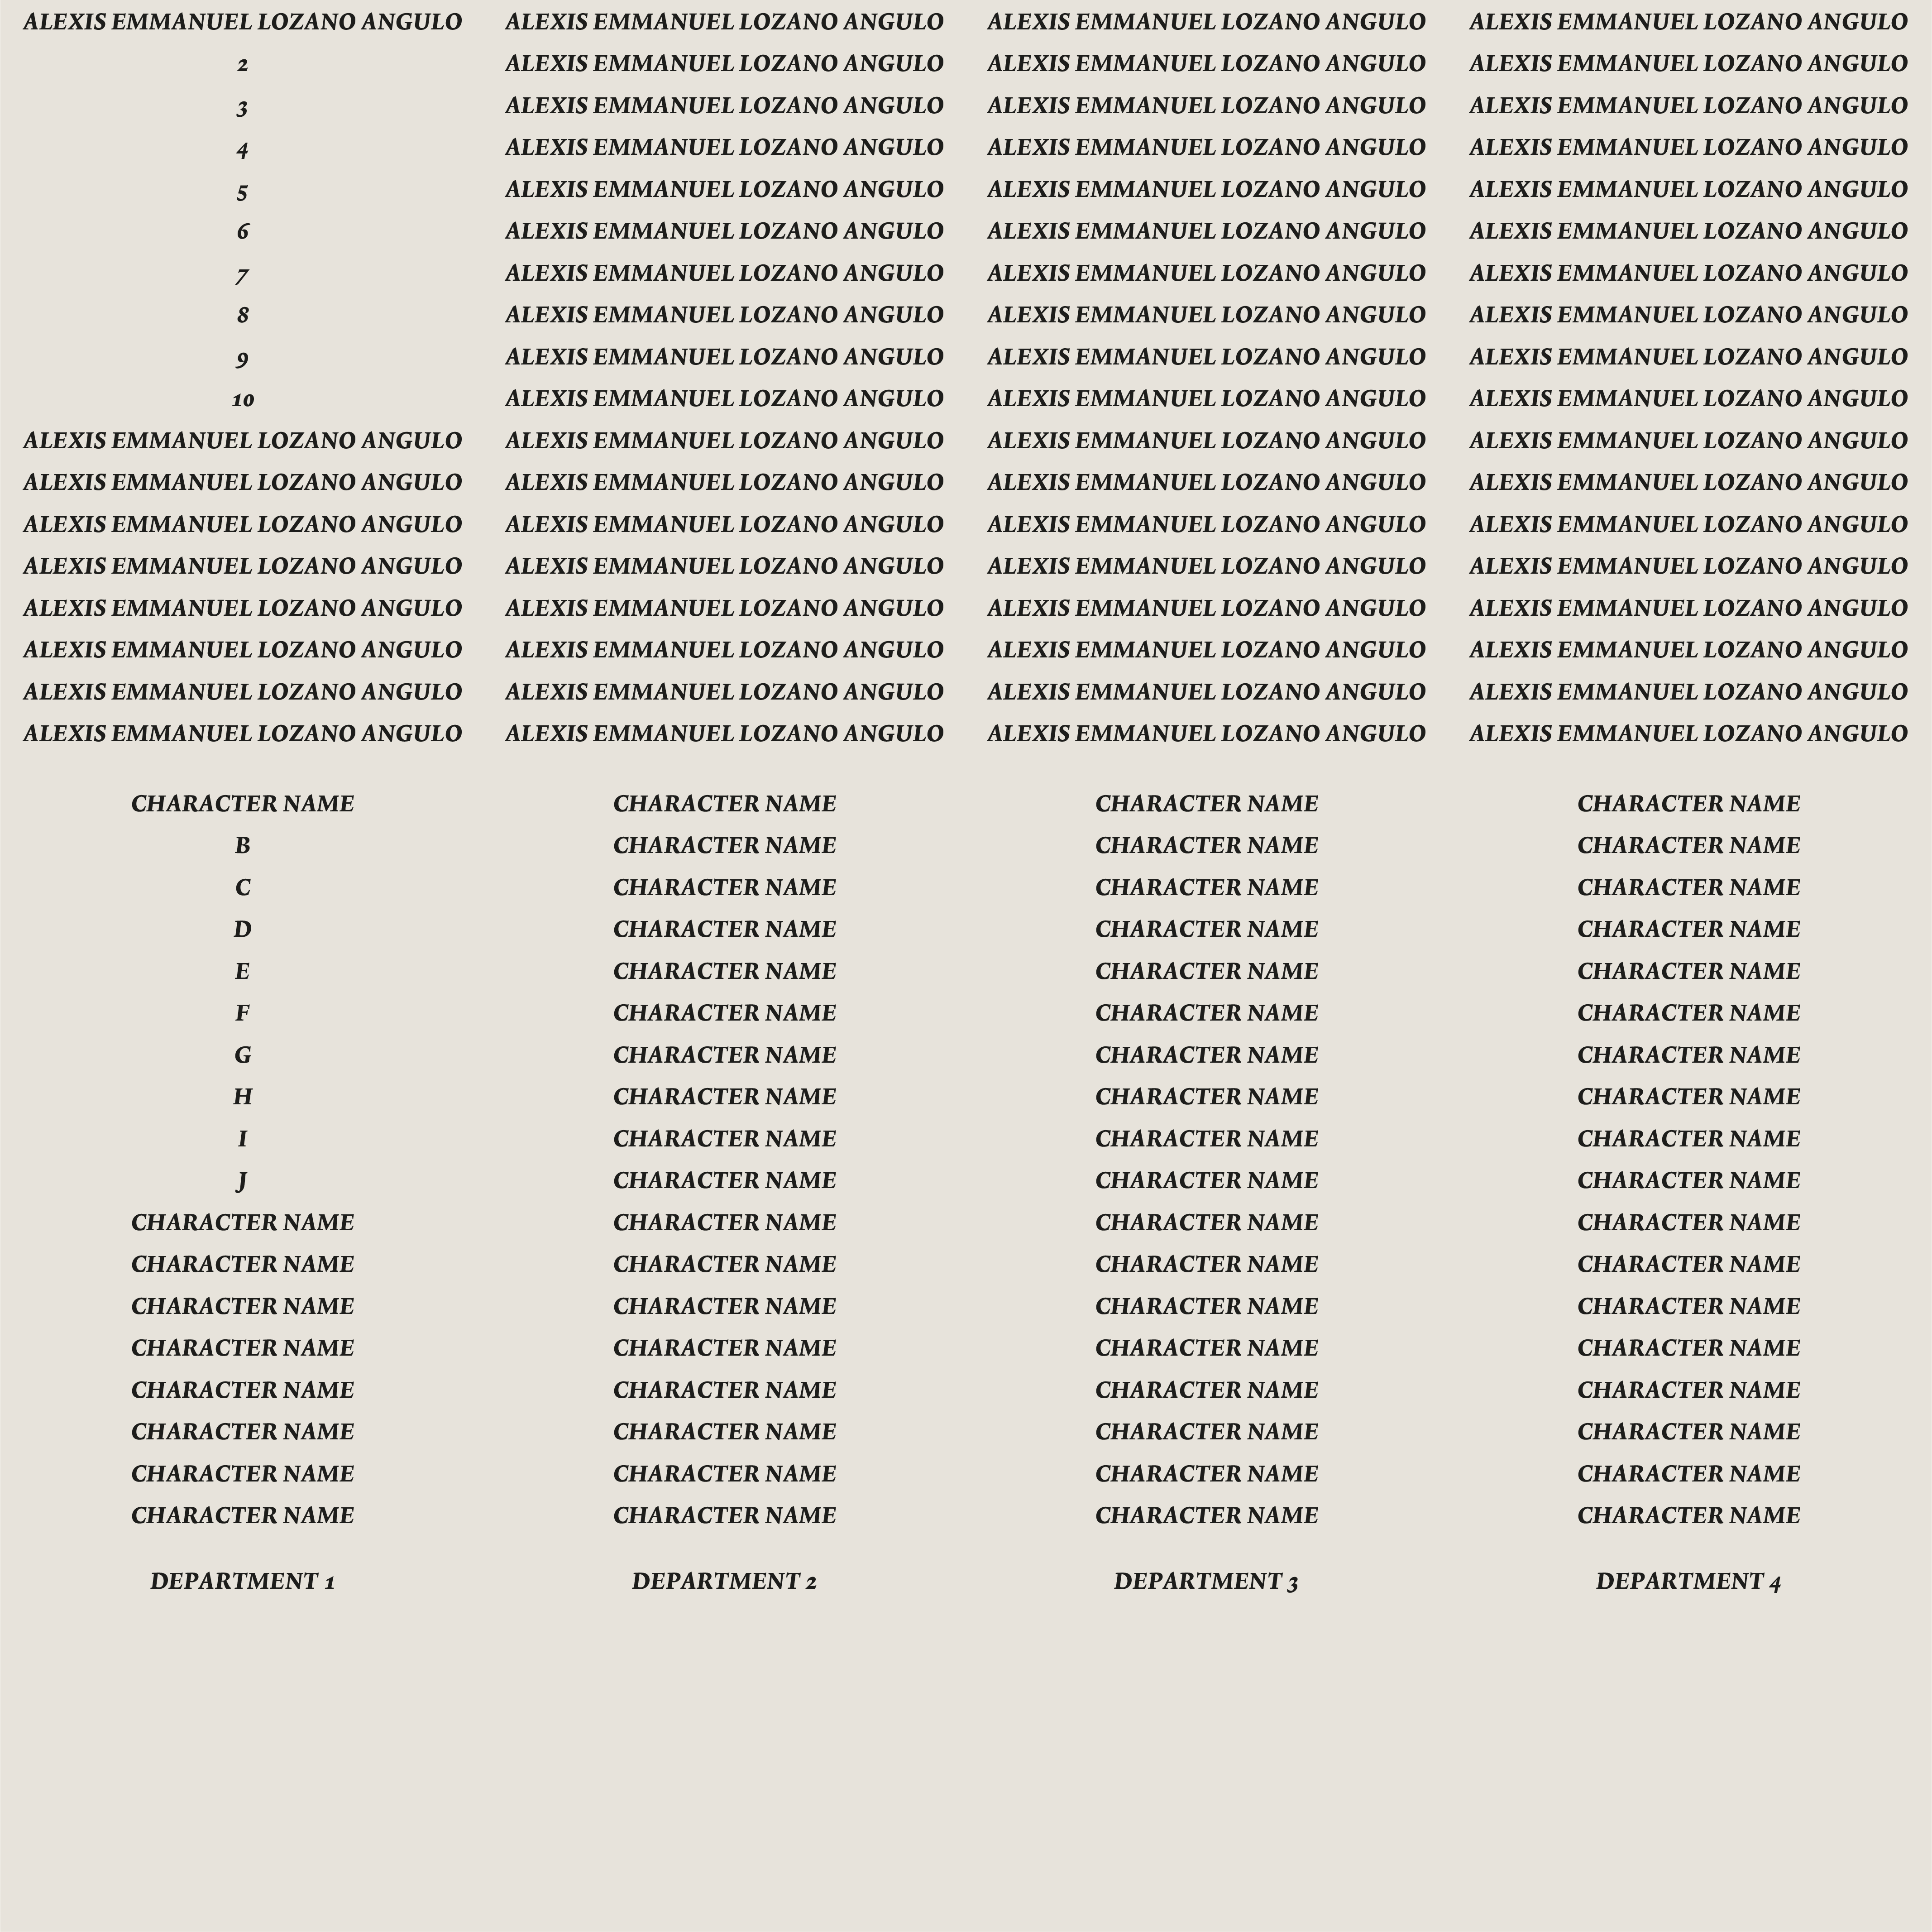 ALEXIS EMMANUEL LOZANO ANGULO ALEXIS EMMANUEL LOZANO ANGULO ALEXIS EMMANUEL LOZANO ANGULO ALEXIS EMMANUEL LOZANO ANGULO
2 ALEXIS EMMANUEL LOZANO ANGULO ALEXIS EMMANUEL LOZANO ANGULO ALEXIS EMMANUEL LOZANO ANGULO
3 ALEXIS EMMANUEL LOZANO ANGULO ALEXIS EMMANUEL LOZANO ANGULO ALEXIS EMMANUEL LOZANO ANGULO
4 ALEXIS EMMANUEL LOZANO ANGULO ALEXIS EMMANUEL LOZANO ANGULO ALEXIS EMMANUEL LOZANO ANGULO
5 ALEXIS EMMANUEL LOZANO ANGULO ALEXIS EMMANUEL LOZANO ANGULO ALEXIS EMMANUEL LOZANO ANGULO
6 ALEXIS EMMANUEL LOZANO ANGULO ALEXIS EMMANUEL LOZANO ANGULO ALEXIS EMMANUEL LOZANO ANGULO
7 ALEXIS EMMANUEL LOZANO ANGULO ALEXIS EMMANUEL LOZANO ANGULO ALEXIS EMMANUEL LOZANO ANGULO
8 ALEXIS EMMANUEL LOZANO ANGULO ALEXIS EMMANUEL LOZANO ANGULO ALEXIS EMMANUEL LOZANO ANGULO
9 ALEXIS EMMANUEL LOZANO ANGULO ALEXIS EMMANUEL LOZANO ANGULO ALEXIS EMMANUEL LOZANO ANGULO
10 ALEXIS EMMANUEL LOZANO ANGULO ALEXIS EMMANUEL LOZANO ANGULO ALEXIS EMMANUEL LOZANO ANGULO
ALEXIS EMMANUEL LOZANO ANGULO ALEXIS EMMANUEL LOZANO ANGULO ALEXIS EMMANUEL LOZANO ANGULO ALEXIS EMMANUEL LOZANO ANGULO
ALEXIS EMMANUEL LOZANO ANGULO ALEXIS EMMANUEL LOZANO ANGULO ALEXIS EMMANUEL LOZANO ANGULO ALEXIS EMMANUEL LOZANO ANGULO
ALEXIS EMMANUEL LOZANO ANGULO ALEXIS EMMANUEL LOZANO ANGULO ALEXIS EMMANUEL LOZANO ANGULO ALEXIS EMMANUEL LOZANO ANGULO
ALEXIS EMMANUEL LOZANO ANGULO ALEXIS EMMANUEL LOZANO ANGULO ALEXIS EMMANUEL LOZANO ANGULO ALEXIS EMMANUEL LOZANO ANGULO
ALEXIS EMMANUEL LOZANO ANGULO ALEXIS EMMANUEL LOZANO ANGULO ALEXIS EMMANUEL LOZANO ANGULO ALEXIS EMMANUEL LOZANO ANGULO
ALEXIS EMMANUEL LOZANO ANGULO ALEXIS EMMANUEL LOZANO ANGULO ALEXIS EMMANUEL LOZANO ANGULO ALEXIS EMMANUEL LOZANO ANGULO
ALEXIS EMMANUEL LOZANO ANGULO ALEXIS EMMANUEL LOZANO ANGULO ALEXIS EMMANUEL LOZANO ANGULO ALEXIS EMMANUEL LOZANO ANGULO
ALEXIS EMMANUEL LOZANO ANGULO ALEXIS EMMANUEL LOZANO ANGULO ALEXIS EMMANUEL LOZANO ANGULO ALEXIS EMMANUEL LOZANO ANGULO
CHARACTER NAME CHARACTER NAME CHARACTER NAME CHARACTER NAME
B CHARACTER NAME CHARACTER NAME CHARACTER NAME
C CHARACTER NAME CHARACTER NAME CHARACTER NAME
D CHARACTER NAME CHARACTER NAME CHARACTER NAME
E CHARACTER NAME CHARACTER NAME CHARACTER NAME
F CHARACTER NAME CHARACTER NAME CHARACTER NAME
G CHARACTER NAME CHARACTER NAME CHARACTER NAME
H CHARACTER NAME CHARACTER NAME CHARACTER NAME
I CHARACTER NAME CHARACTER NAME CHARACTER NAME
J CHARACTER NAME CHARACTER NAME CHARACTER NAME
CHARACTER NAME CHARACTER NAME CHARACTER NAME CHARACTER NAME
CHARACTER NAME CHARACTER NAME CHARACTER NAME CHARACTER NAME
CHARACTER NAME CHARACTER NAME CHARACTER NAME CHARACTER NAME
CHARACTER NAME CHARACTER NAME CHARACTER NAME CHARACTER NAME
CHARACTER NAME CHARACTER NAME CHARACTER NAME CHARACTER NAME
CHARACTER NAME CHARACTER NAME CHARACTER NAME CHARACTER NAME
CHARACTER NAME CHARACTER NAME CHARACTER NAME CHARACTER NAME
CHARACTER NAME CHARACTER NAME CHARACTER NAME CHARACTER NAME
DEPARTMENT 1 DEPARTMENT 2 DEPARTMENT 3 DEPARTMENT 4